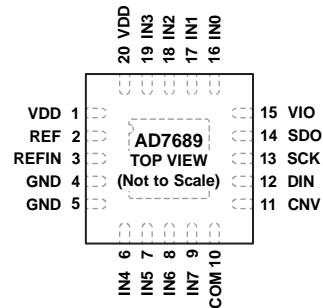 20 VDD
19 IN3
18 IN2
17 IN1
16 IN0
VDD 1
REF 2
REFIN 3
GND 4
GND 5
AD7689
TOP VIEW
(Not to Scale)
15 VIO
14 SDO
13 SCK
12 DIN
11 CNV
IN4 6
IN5 7
IN6 8
IN7 9
COM 10